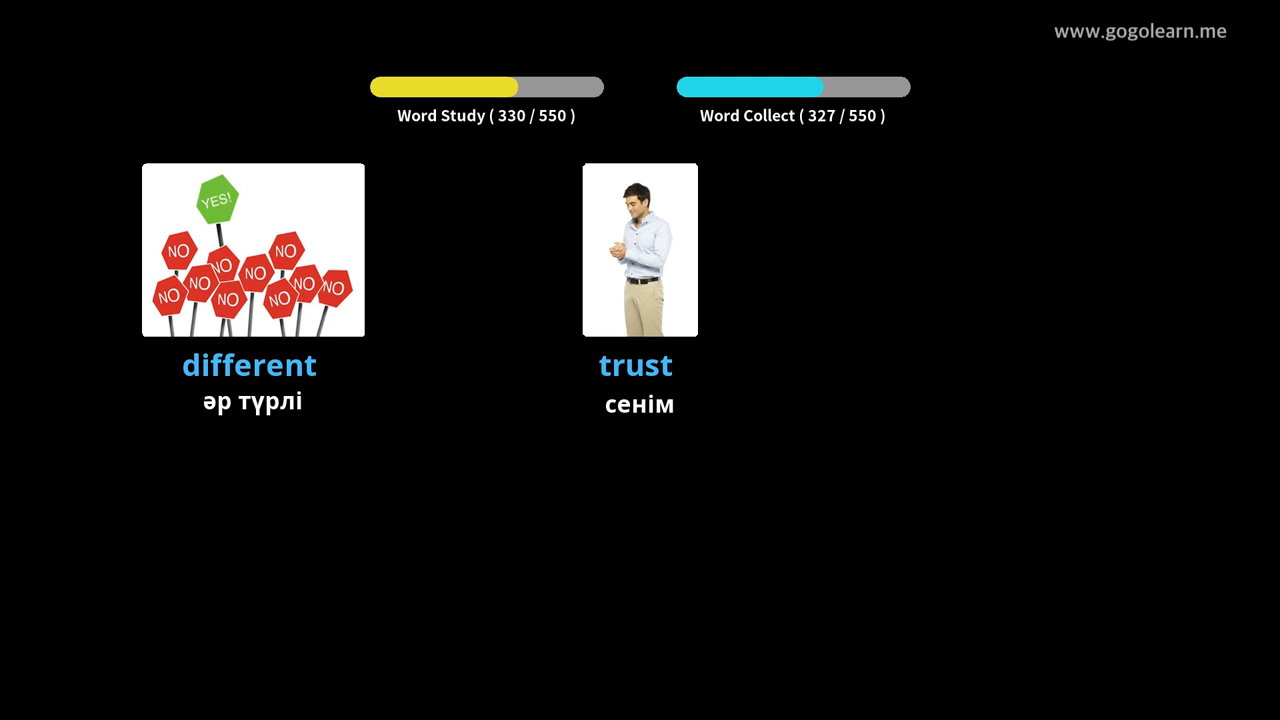 www.gogolearn.me
Word Study ( 330 / 550 )
Word Collect ( 327 / 550 )
YES!
NO
NO
NO
NO
NO
NO
NO
NO
NO
NO
different
әр түрлі
trust
сенім